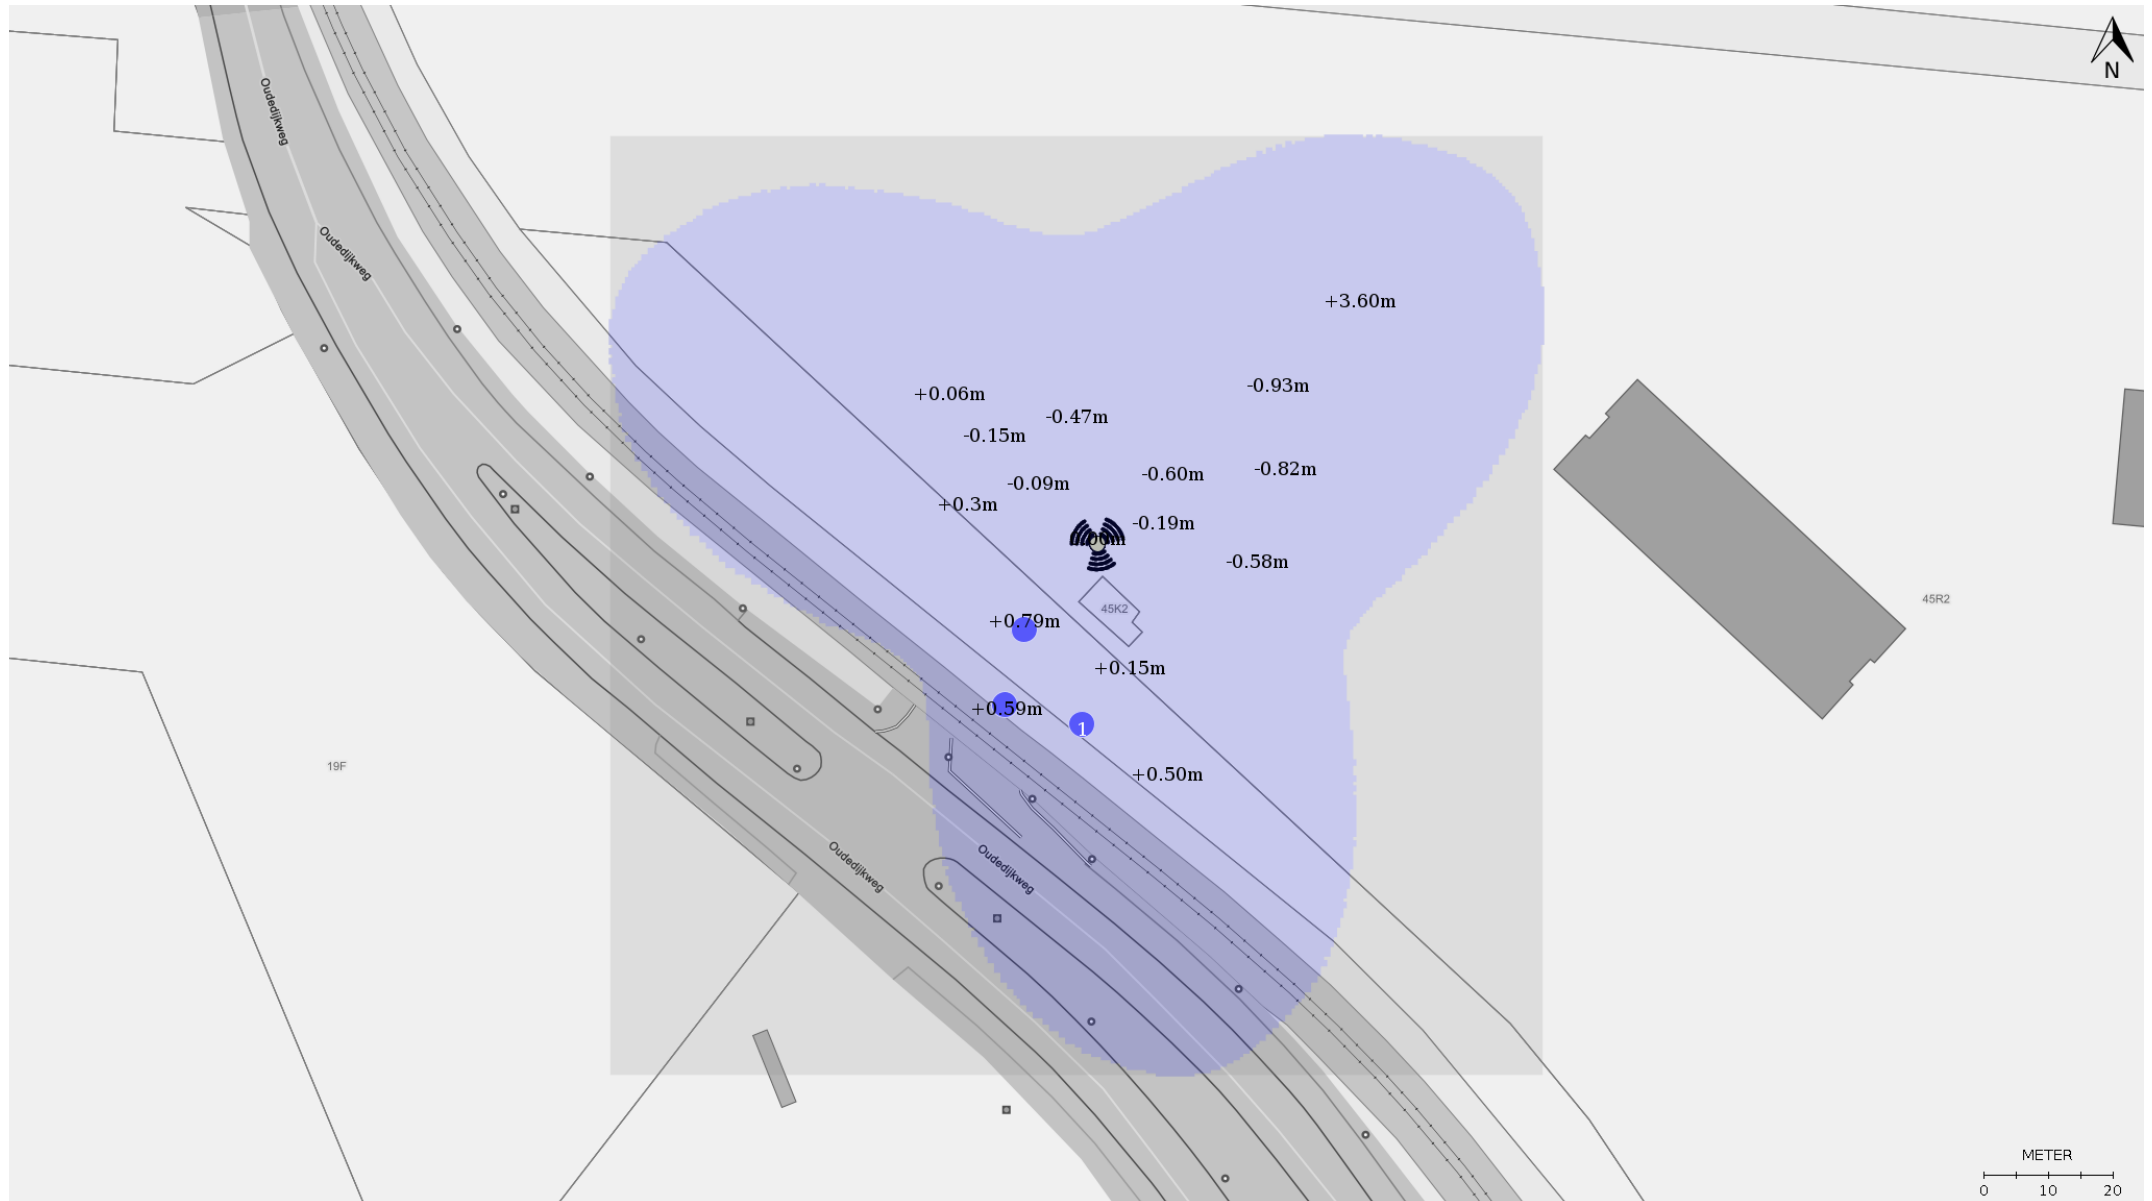 Oudedijkweg
N
Oudedijkweg
+3.60m
+0.06m
-0.93m
-0.47m
-0.15m
-0.60m
-0.82m
-0.09m
+0.3m
-0.19m
-0.58m
45K2
45R2
+0.79m
+0.15m
+0.59m
1
19F
+0.50m
Oudedijkweg
Oudedijkweg
METER
0 10 20